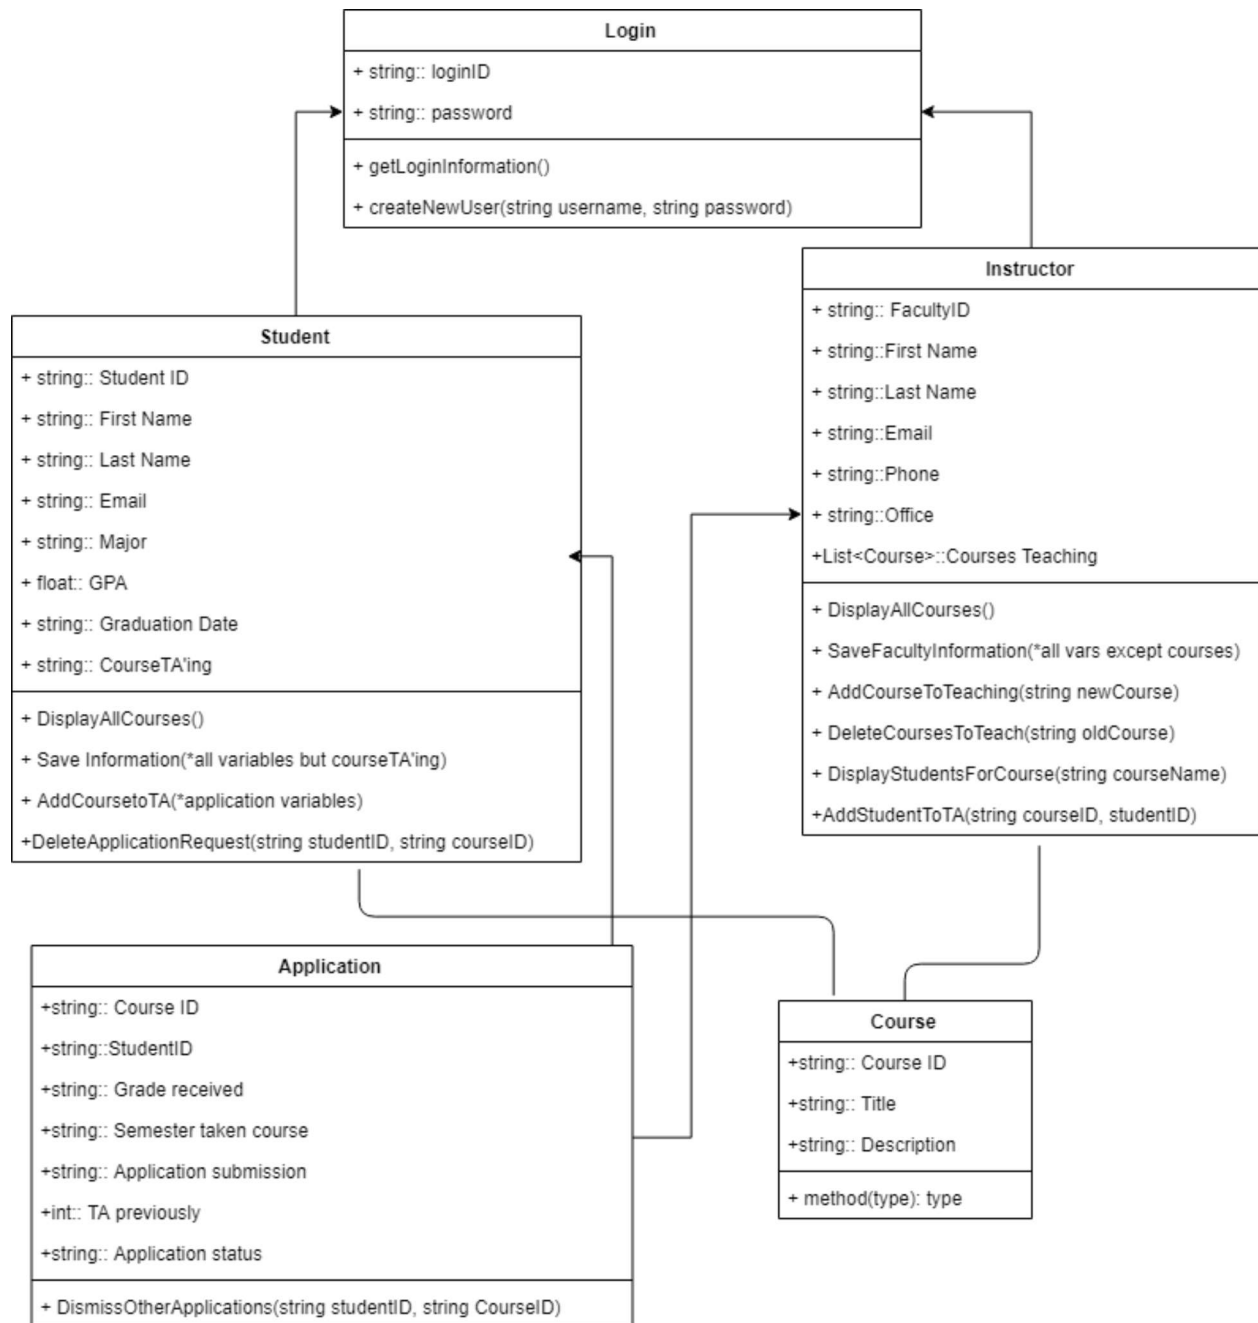 Login
+ string:: loginID
+ string:: password
+ getLoginInformation()
+ createNewUser(string username, string password)
Instructor
+ string:: FacultyID
+ string::First Name
+ string::Last Name
+ string::Email
+ string::Phone
+ string::Office
+List<Course>::Courses Teaching
+ DisplayAllCourses()
+ SaveFacultyInformation(*all vars except courses)
+ AddCourseToTeaching(string newCourse)
+ DeleteCoursesToTeach(string oldCourse)
+ DisplayStudentsForCourse(string courseName)
+AddStudentToTA(string courseID, studentID)
Student
+ string:: Student ID
+ string:: First Name
+ string:: Last Name
+ string:: Email
+ string:: Major
+ float:: GPA
+ string:: Graduation Date
+ string:: CourseTA'ing
+ DisplayAllCourses()
+ Save Information(*all variables but courseTA'ing)
+ AddCoursetoTA(*application variables)
+DeleteApplicationRequest(string studentID, string courseID)
Application
+string:: Course ID
+string::StudentID
+string:: Grade received
+string:: Semester taken course
+string:: Application submission
+int:: TA previously
+string:: Application status
+ DismissOtherApplications(string studentID, string CourseID)
Course
+string:: Course ID
+string:: Title
+string:: Description
+ method(type): type